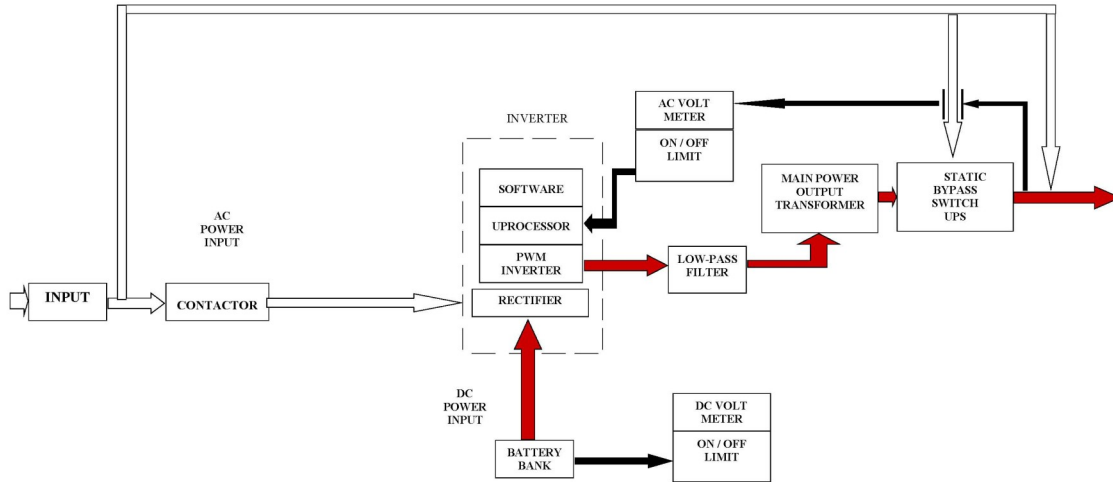 INVERTER
AC VOLT
METER
ON / OFF
LIMIT
SOFTWARE
UPROCESSOR
PWM
INVERTER
RECTIFIER
MAIN POWER
OUTPUT
TRANSFORMER
STATIC
BYPASS
SWITCH
UPS
LOW-PASS
FILTER
AC
POWER
INPUT
INPUT
CONTACTOR
DC
POWER
INPUT
BATTERY
BANK
DC VOLT
METER
ON / OFF
LIMIT